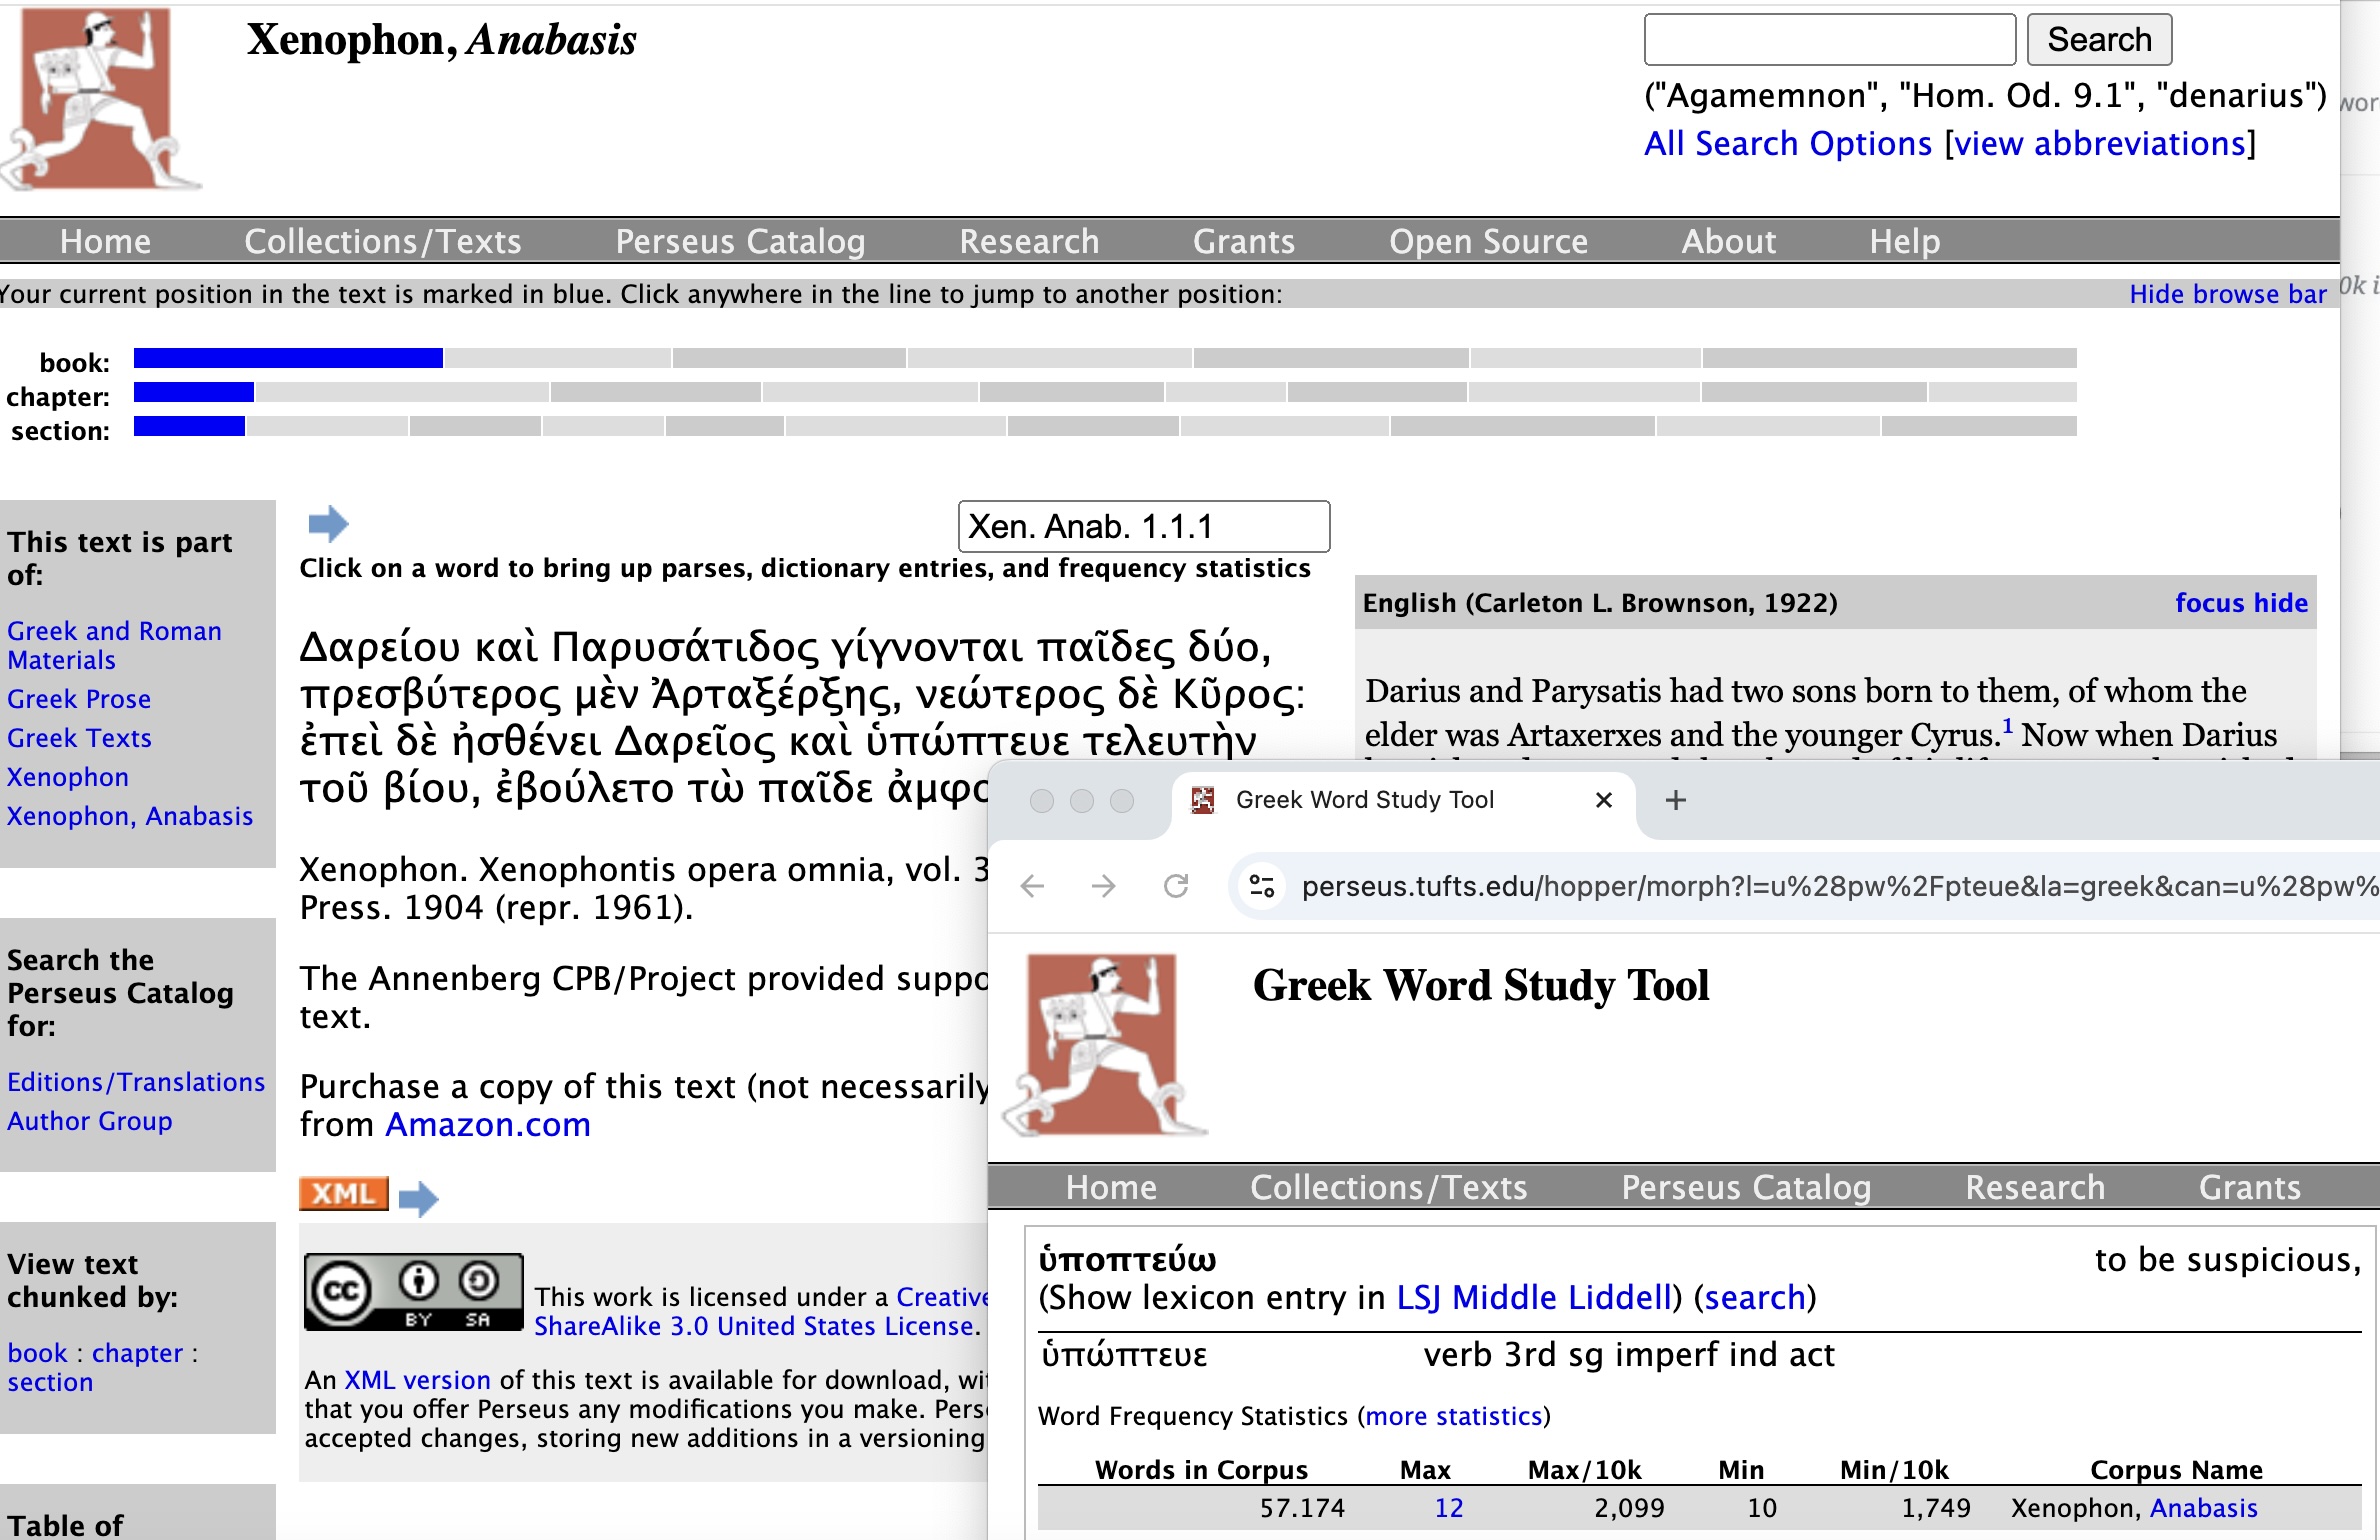 Xenophon, Anabasis
Search
("Agamemnon", "Hom. Od. 9.1", "denarius")
All Search Options [view abbreviations]
Home Collections/Texts Perseus Catalog Research Grants Open Source About Help
Your current position in the text is marked in blue. Click anywhere in the line to jump to another position:
Hide browse bar
book:
chapter:
section:
This text is part
of:
Greek and Roman
Materials
Greek Prose
Greek Texts
Xenophon
Xenophon, Anabasis
Search the
Perseus Catalog
for:
Editions/Translations
Author Group
View text
chunked by:
book : chapter :
section
Table of
Xen. Anab. 1.1.1
Click on a word to bring up parses, dictionary entries, and frequency statistics
Δαρείου καὶ Παρυσάτιδος γίγνονται παῖδες δύο,
πρεσβύτερος μὲν Ἀρταξέρξης, νεώτερος δὲ Κῦρος:
ἐπεὶ δὲ ἠσθένει Δαρεῖος καὶ ὑπώπτευε τελευτὴν
τοῦ βίου, ἐβούλετο τὼ παῖδε ἀμφο
Xenophon. Xenophontis opera omnia, vol. 3
Press. 1904 (repr. 1961).
The Annenberg CPB/Project provided suppo
text.
Purchase a copy of this text (not necessarily
from Amazon.com
XML
cc BY SA
This work is licensed under a Creative
ShareAlike 3.0 United States License.
An XML version of this text is available for download, wi
that you offer Perseus any modifications you make. Pers
accepted changes, storing new additions in a versioning
English (Carleton L. Brownson, 1922)
focus hide
Darius and Parysatis had two sons born to them, of whom the
elder was Artaxerxes and the younger Cyrus.1 Now when Darius
Greek Word Study Tool
perseus.tufts.edu/hopper/morph?l=u%28pw%2Fpteue&la=greek&can=u%28pw%
Greek Word Study Tool
Home Collections/Texts Perseus Catalog Research Grants
ὑποπτεύω
to be suspicious,
(Show lexicon entry in LSJ Middle Liddell) (search)
ὑπώπτευε verb 3rd sg imperf ind act
Word Frequency Statistics (more statistics)
Words in Corpus Max Max/10k Min Min/10k Corpus Name
57.174 12 2,099 10 1,749 Xenophon, Anabasis